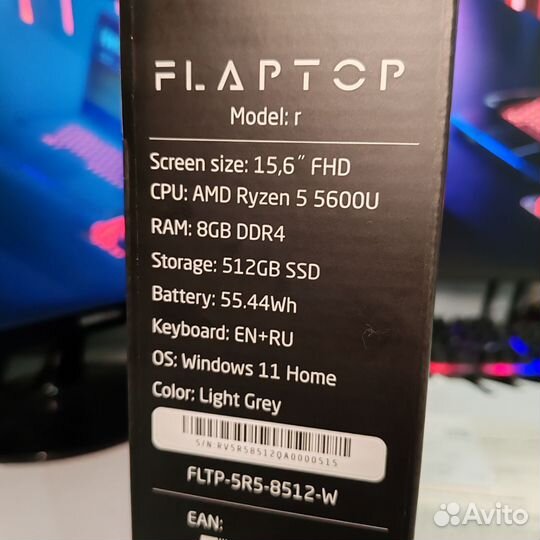 FLAPTOP
Model: r
Screen size: 15,6″ FHD
CPU: AMD Ryzen 5 5600U
RAM: 8GB DDR4
Storage: 512GB SSD
Battery: 55.44Wh
Keyboard: EN+RU
OS: Windows 11 Home
Color: Light Grey
S/N:RV5R58512QA0000515
FLTP-5R5-8512-W
EAN:
Avito